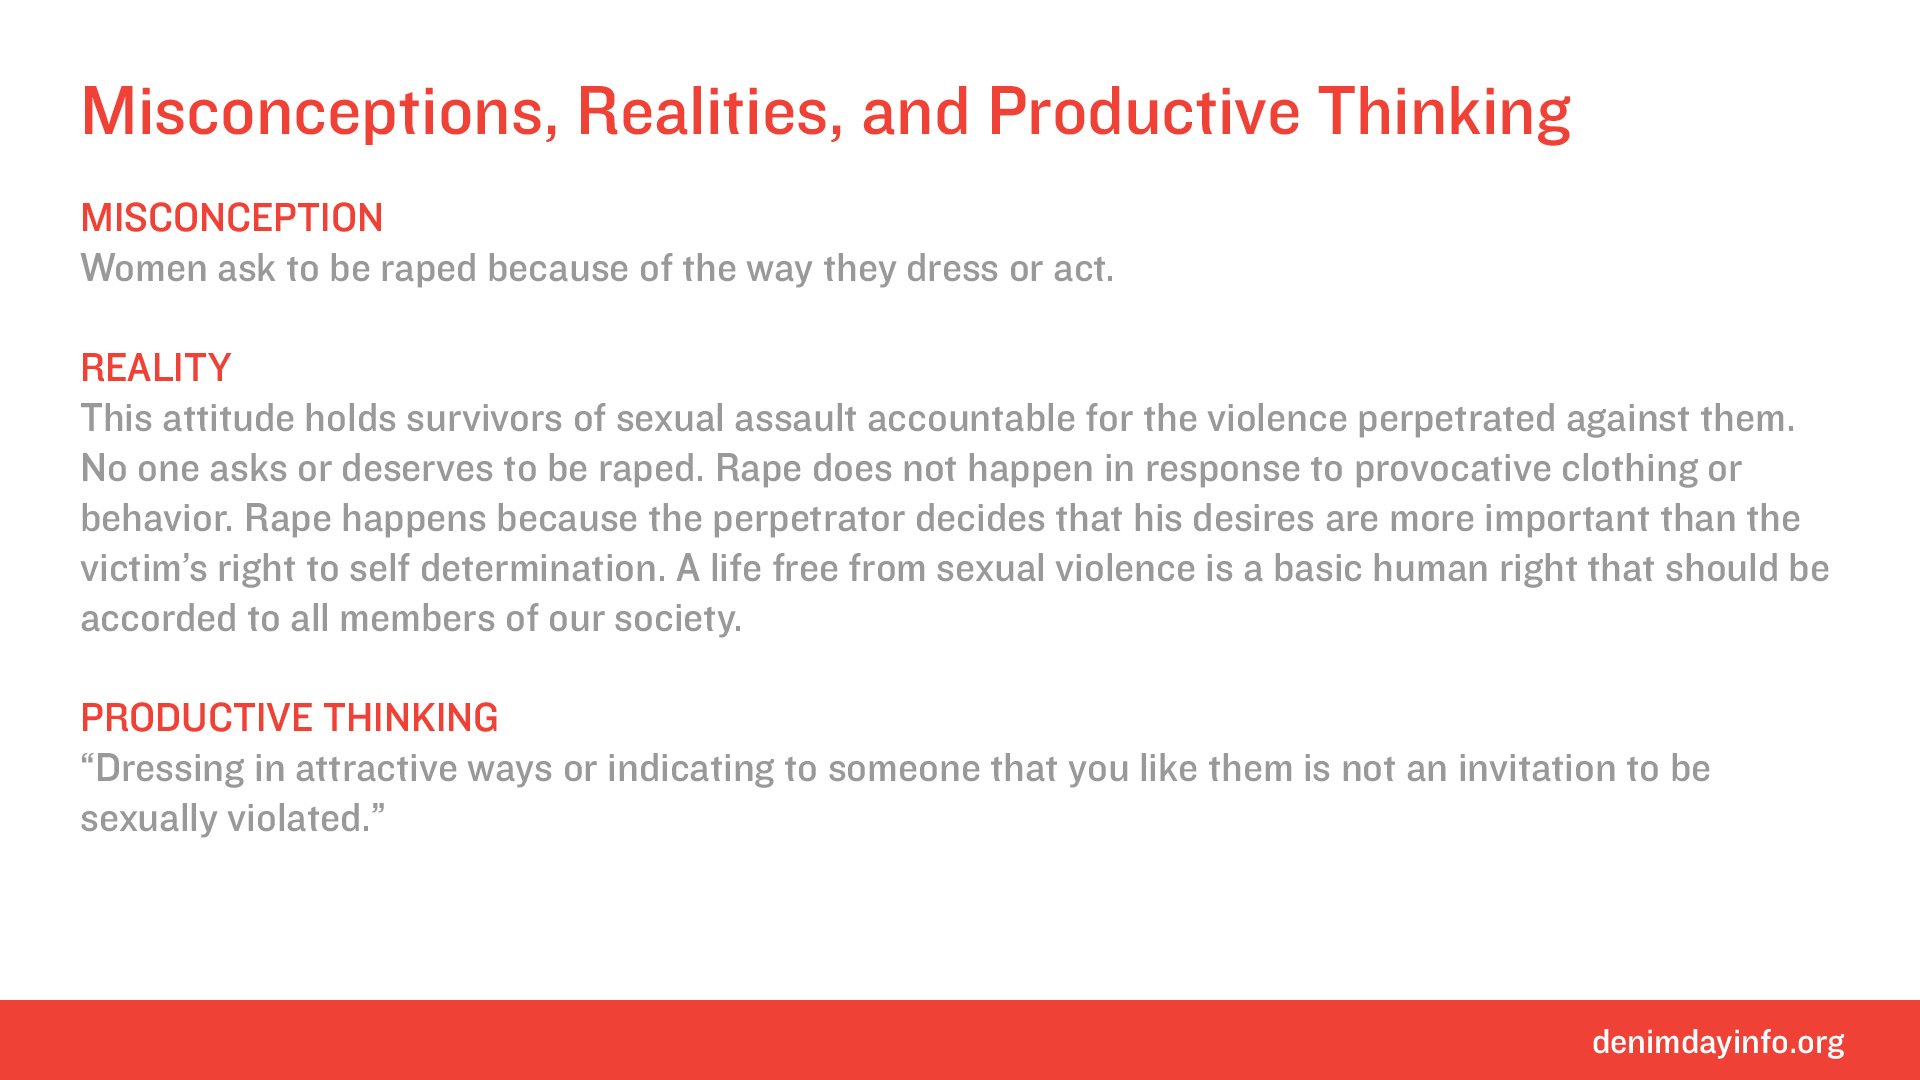 Misconceptions, Realities, and Productive Thinking
MISCONCEPTION
Women ask to be raped because of the way they dress or act.
REALITY
This attitude holds survivors of sexual assault accountable for the violence perpetrated against them.
No one asks or deserves to be raped. Rape does not happen in response to provocative clothing or
behavior. Rape happens because the perpetrator decides that his desires are more important than the
victim’s right to self determination. A life free from sexual violence is a basic human right that should be
accorded to all members of our society.
PRODUCTIVE THINKING
“Dressing in attractive ways or indicating to someone that you like them is not an invitation to be
sexually violated.”
denimdayinfo.org